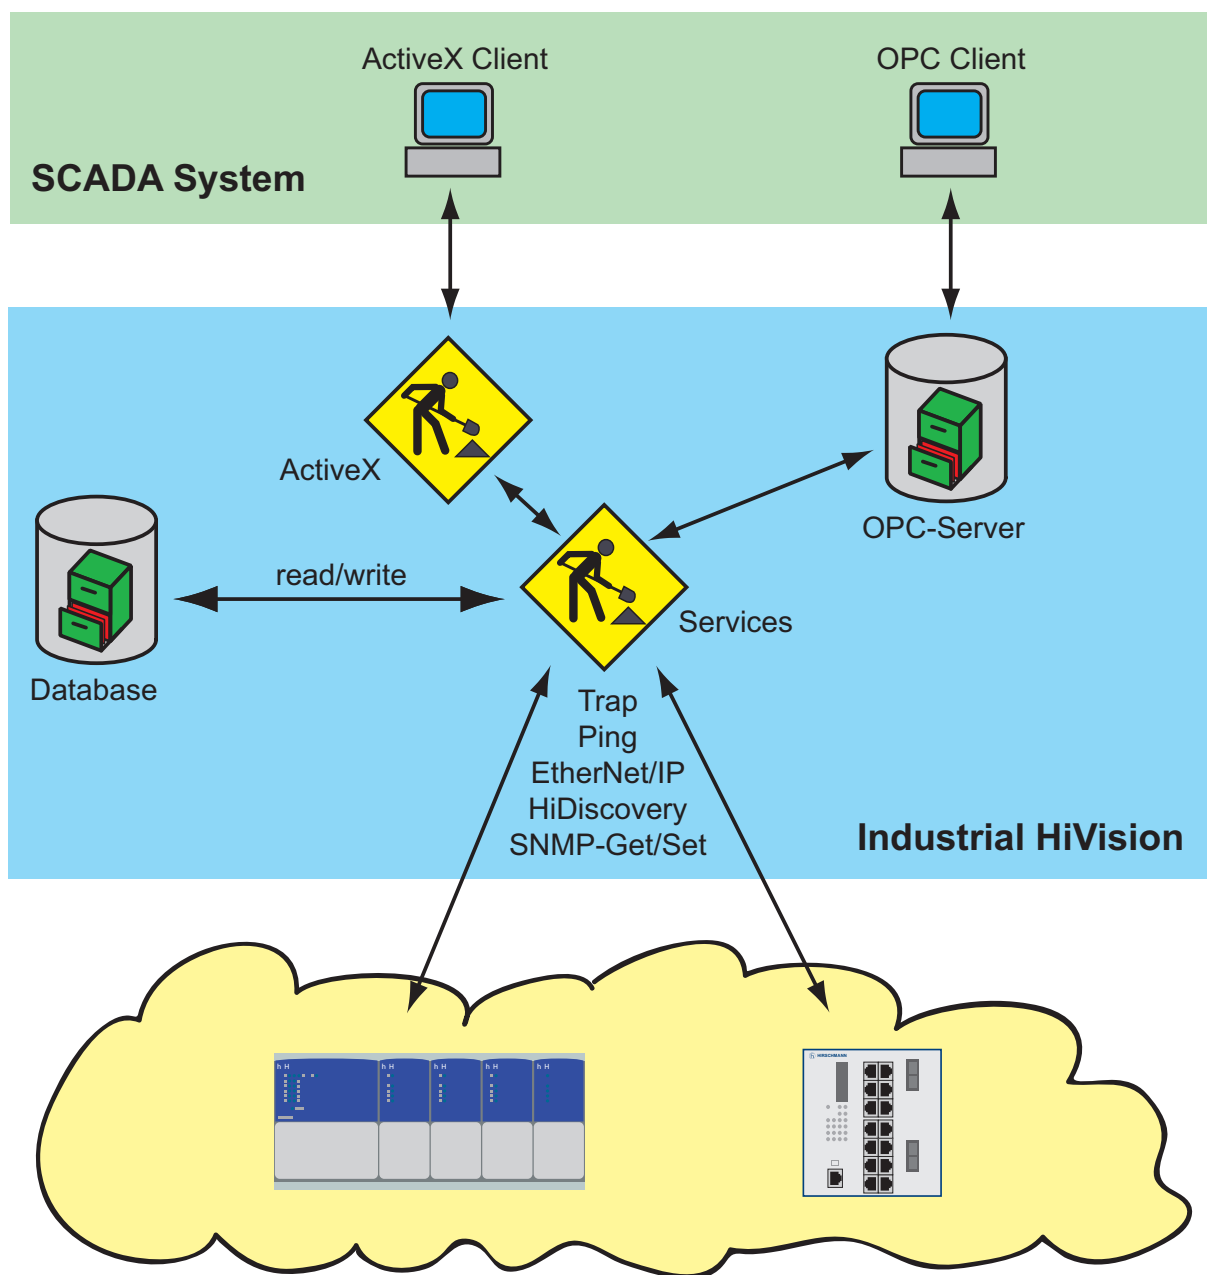 ActiveX Client
OPC Client
SCADA System
ActiveX
OPC-Server
read/write
Services
Database
Trap
Ping
EtherNet/IP
HiDiscovery
SNMP-Get/Set
Industrial HiVision
h H
h H
h H
h H
h H
HIRSCHMANN